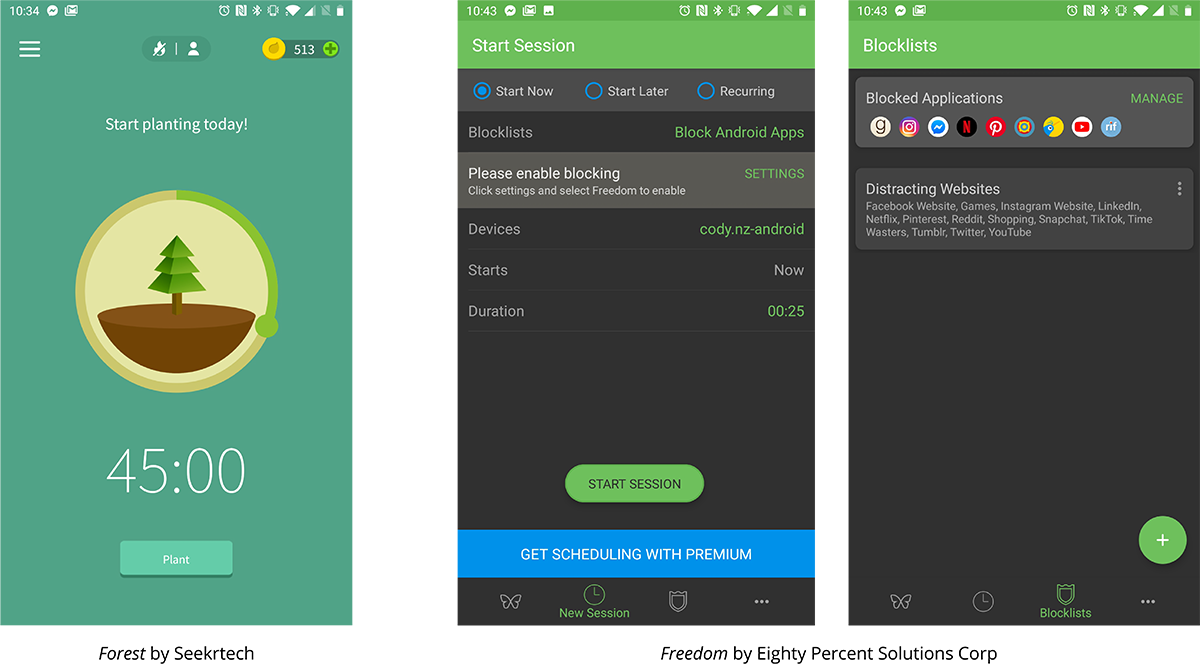 10:34
513
Start planting today!
45:00
Plant
Forest by Seekrtech
10:43
Start Session
Start Now Start Later Recurring
Blocklists Block Android Apps
Please enable blocking SETTINGS
Click settings and select Freedom to enable
Devices cody.nz-android
Starts Now
Duration 00:25
START SESSION
GET SCHEDULING WITH PREMIUM
New Session
10:43
Blocklists
Blocked Applications MANAGE
g N rif
Distracting Websites
Facebook Website, Games, Instagram Website, LinkedIn,
Netflix, Pinterest, Reddit, Shopping, Snapchat, TikTok, Time
Wasters, Tumblr, Twitter, YouTube
Blocklists
Freedom by Eighty Percent Solutions Corp